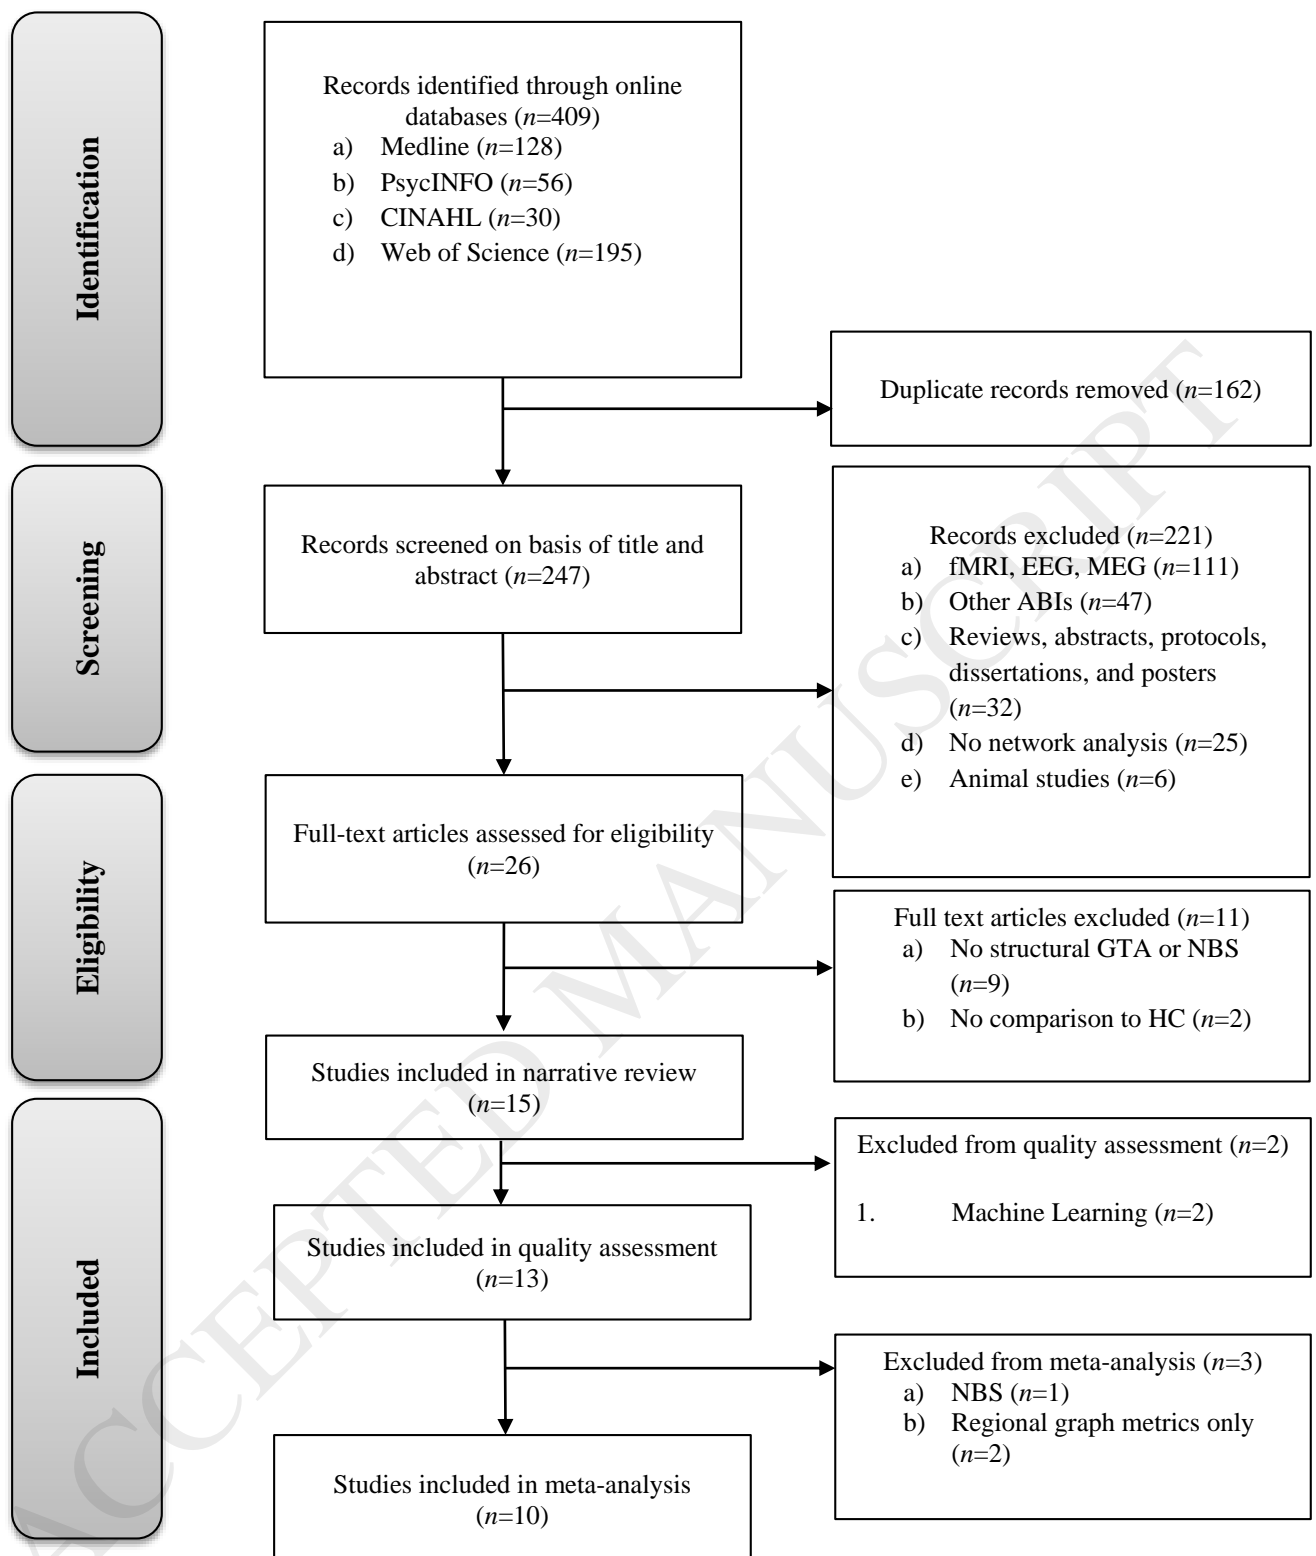 Identification
Records identified through online
databases (n=409)
a) Medline (n=128)
b) PsycINFO (n=56)
c) CINAHL (n=30)
d) Web of Science (n=195)
Duplicate records removed (n=162)
Screening
Records screened on basis of title and
abstract (n=247)
Records excluded (n=221)
a) fMRI, EEG, MEG (n=111)
b) Other ABIs (n=47)
c) Reviews, abstracts, protocols,
dissertations, and posters
(n=32)
d) No network analysis (n=25)
e) Animal studies (n=6)
Eligibility
Full-text articles assessed for eligibility
(n=26)
Full text articles excluded (n=11)
a) No structural GTA or NBS
(n=9)
b) No comparison to HC (n=2)
Included
Studies included in narrative review
(n=15)
Excluded from quality assessment (n=2)
1. Machine Learning (n=2)
Studies included in quality assessment
(n=13)
Excluded from meta-analysis (n=3)
a) NBS (n=1)
b) Regional graph metrics only
(n=2)
Studies included in meta-analysis
(n=10)
ACCEPTED MANUSCRIPT